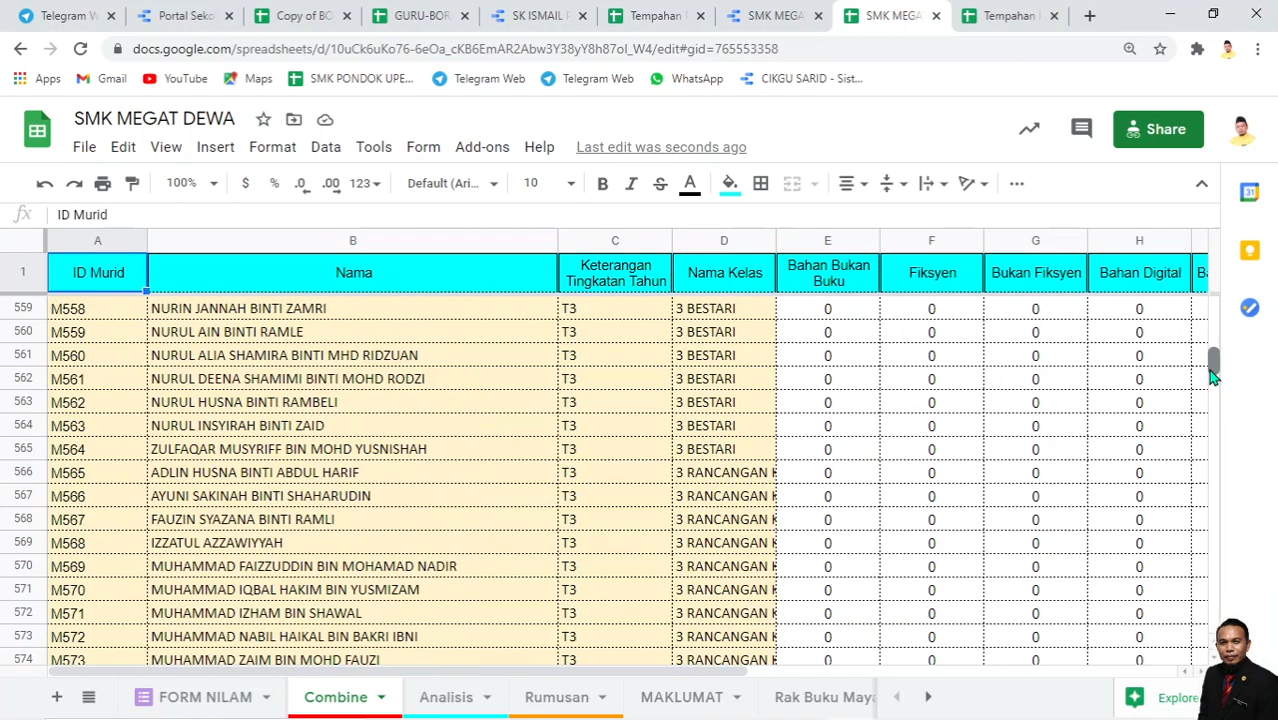 Telegram W
Portal Seko
Copy of BO
GURU-BOR
SK ISMAIL P
Tempahan
SMK MEGA
SMK MEGA
Tempahan
docs.google.com/spreadsheets/d/10uCk6uKo76-6eOa_cKB6EmAR2Abw3Y38yY8h87ol_W4/edit#gid=765553358
Apps Gmail YouTube Maps SMK PONDOK UPE... Telegram Web Telegram Web WhatsApp CIKGU SARID - Sist...
SMK MEGAT DEWA
Share
File Edit View Insert Format Data Tools Form Add-ons Help Last edit was seconds ago
100% $ % .0 .00 123 Default (Ari... 10 B I S A
fx ID Murid
A B C D E F G H
1 ID Murid Nama Keterangan Tingkatan Tahun Nama Kelas Bahan Bukan Buku Fiksyen Bukan Fiksyen Bahan Digital
559 M558 NURIN JANNAH BINTI ZAMRI T3 3 BESTARI 0 0 0 0
560 M559 NURUL AIN BINTI RAMLE T3 3 BESTARI 0 0 0 0
561 M560 NURUL ALIA SHAMIRA BINTI MHD RIDZUAN T3 3 BESTARI 0 0 0 0
562 M561 NURUL DEENA SHAMIMI BINTI MOHD RODZI T3 3 BESTARI 0 0 0 0
563 M562 NURUL HUSNA BINTI RAMBELI T3 3 BESTARI 0 0 0 0
564 M563 NURUL INSYIRAH BINTI ZAID T3 3 BESTARI 0 0 0 0
565 M564 ZULFAQAR MUSYRIFF BIN MOHD YUSNISHAH T3 3 BESTARI 0 0 0 0
566 M565 ADLIN HUSNA BINTI ABDUL HARIF T3 3 RANCANGAN K 0 0 0 0
567 M566 AYUNI SAKINAH BINTI SHAHARUDIN T3 3 RANCANGAN K 0 0 0 0
568 M567 FAUZIN SYAZANA BINTI RAMLI T3 3 RANCANGAN K 0 0 0 0
569 M568 IZZATUL AZZAWIYYAH T3 3 RANCANGAN K 0 0 0 0
570 M569 MUHAMMAD FAIZZUDDIN BIN MOHAMAD NADIR T3 3 RANCANGAN K 0 0 0 0
571 M570 MUHAMMAD IQBAL HAKIM BIN YUSMIZAM T3 3 RANCANGAN K 0 0 0 0
572 M571 MUHAMMAD IZHAM BIN SHAWAL T3 3 RANCANGAN K 0 0 0 0
573 M572 MUHAMMAD NABIL HAIKAL BIN BAKRI IBNI T3 3 RANCANGAN K 0 0 0 0
574 M573 MUHAMMAD ZAIM BIN MOHD FAUZI T3 3 RANCANGAN K 0 0 0 0
FORM NILAM Combine Analisis Rumusan MAKLUMAT Rak Buku Maya Explore